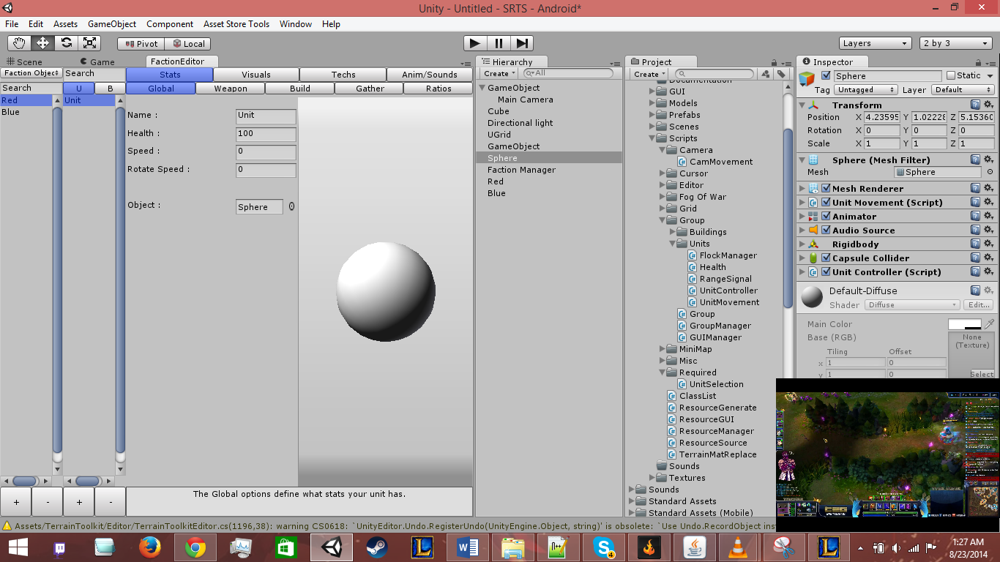 Unity - Untitled - SRTS - Android*
File Edit Assets GameObject Component Asset Store Tools Window Help
Pivot Local Layers 2 by 3
Scene Game FactionEditor
Faction Objec Search Stats Visuals Techs Anim/Sounds
Search U B Global Weapon Build Gather Ratios
Red Unit
Blue
Name : Unit
Health : 100
Speed : 0
Rotate Speed : 0
Object : Sphere
+ - + -
The Global options define what stats your unit has.
Hierarchy
Create All
GameObject
Main Camera
Cube
Directional light
UGrid
GameObject
Sphere
Faction Manager
Red
Blue
Project
Create
Documentation
GUI
Models
Prefabs
Scenes
Scripts
Camera
CamMovement
Cursor
Editor
Fog Of War
Grid
Group
Buildings
Units
FlockManager
Health
RangeSignal
UnitController
UnitMovement
Group
GroupManager
GUIManager
MiniMap
Misc
Required
UnitSelection
ClassList
ResourceGenerate
ResourceGUI
ResourceManager
ResourceSource
TerrainMatReplace
Sounds
Textures
Sounds
Standard Assets
Standard Assets (Mobile)
Inspector
Sphere Static
Tag Untagged Layer Default
Transform
Position X 4.23595 Y 1.02228 Z 5.15360
Rotation X 0 Y 0 Z 0
Scale X 1 Y 1 Z 1
Sphere (Mesh Filter)
Mesh Sphere
Mesh Renderer
Unit Movement (Script)
Animator
Audio Source
Rigidbody
Capsule Collider
Unit Controller (Script)
Default-Diffuse
Shader Diffuse Edit...
Main Color
Base (RGB) None
(Texture)
Tiling Offset
x 1 0
y 1 0 Select
Assets/TerrainToolkit/Editor/TerrainToolkitEditor.cs(1196,38): warning CS0618: `UnityEditor.Undo.RegisterUndo(UnityEngine.Object, string)' is obsolete: `Use Undo.RecordObject inst
4
1:27 AM
8/23/2014